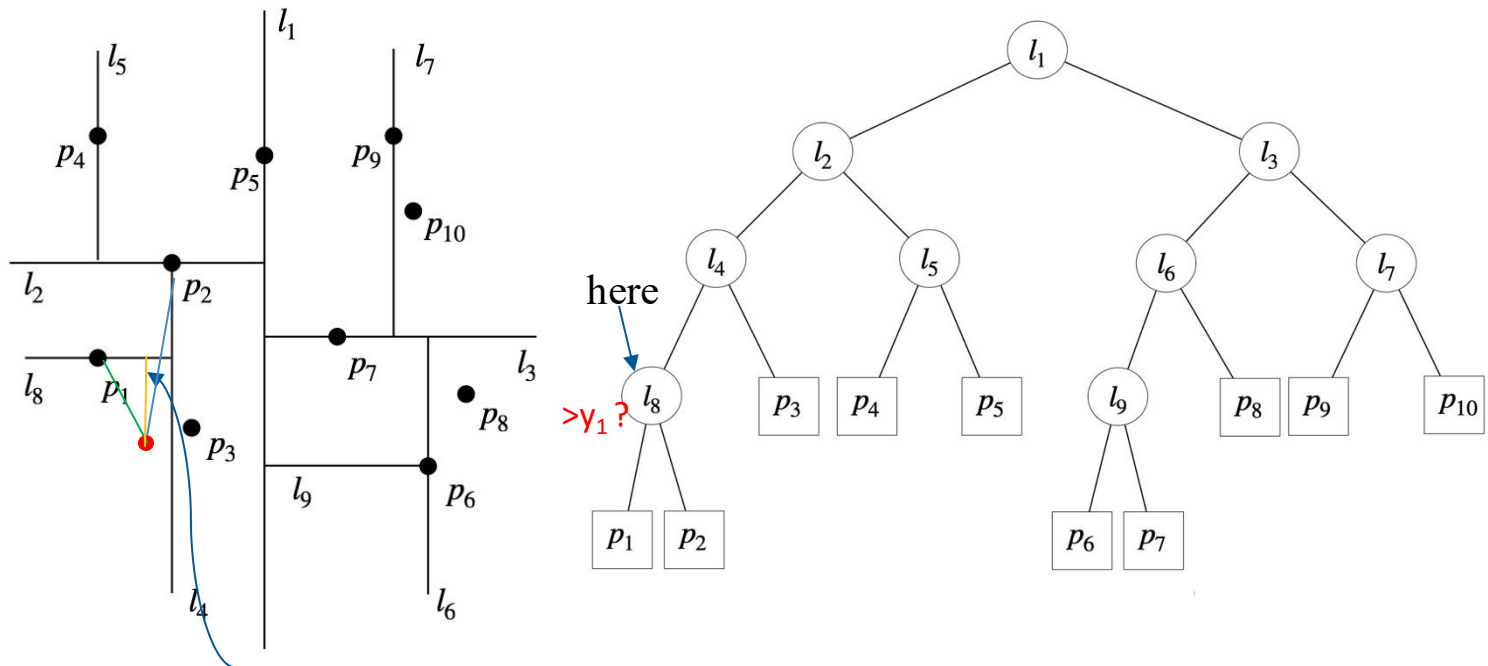 l₁
l₅
l₇
p₄
p₅
p₉
p₁₀
l₂
p₂
l₈
p₁
p₃
p₇
l₃
p₈
l₉
p₆
l₄
l₆
l₁
l₂
l₃
l₄
l₅
l₆
l₇
here
l₈
>y₁ ?
p₃
p₄
p₅
l₉
p₈
p₉
p₁₀
p₁
p₂
p₆
p₇